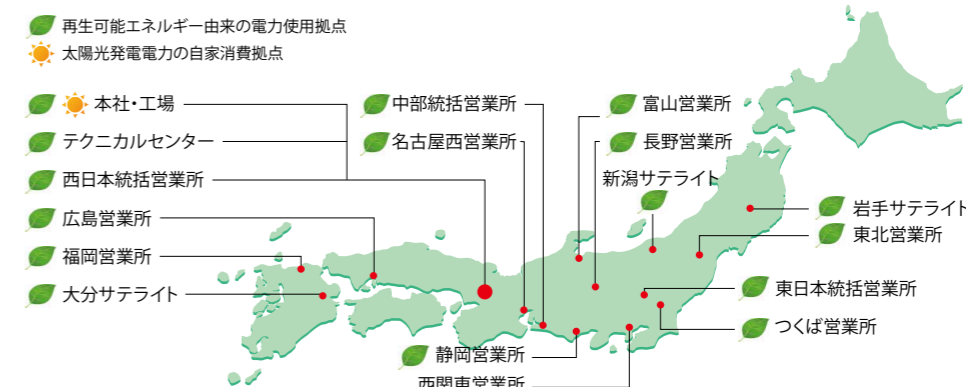 再生可能エネルギー由来の電力使用拠点
太陽光発電電力の自家消費拠点
本社・工場
テクニカルセンター
西日本統括営業所
広島営業所
福岡営業所
大分サテライト
中部統括営業所
名古屋西営業所
富山営業所
長野営業所
新潟サテライト
岩手サテライト
東北営業所
東日本統括営業所
つくば営業所
静岡営業所
西関東営業所